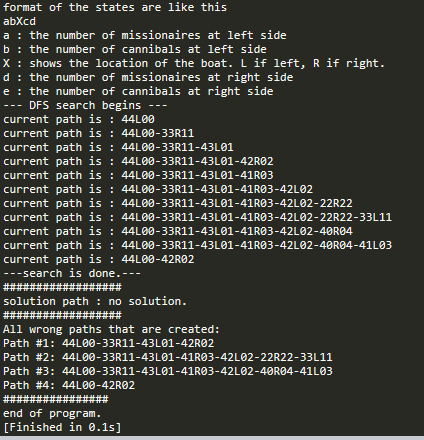 format of the states are like this
abXcd
a : the number of missionaires at left side
b : the number of cannibals at left side
X : shows the location of the boat. L if left, R if right.
d : the number of missionaires at right side
e : the number of cannibals at right side
--- DFS search begins ---
current path is : 44L00
current path is : 44L00-33R11
current path is : 44L00-33R11-43L01
current path is : 44L00-33R11-43L01-42R02
current path is : 44L00-33R11-43L01-41R03
current path is : 44L00-33R11-43L01-41R03-42L02
current path is : 44L00-33R11-43L01-41R03-42L02-22R22
current path is : 44L00-33R11-43L01-41R03-42L02-22R22-33L11
current path is : 44L00-33R11-43L01-41R03-42L02-40R04
current path is : 44L00-33R11-43L01-41R03-42L02-40R04-41L03
current path is : 44L00-42R02
---search is done.---
##################
solution path : no solution.
##################
All wrong paths that are created:
Path #1: 44L00-33R11-43L01-42R02
Path #2: 44L00-33R11-43L01-41R03-42L02-22R22-33L11
Path #3: 44L00-33R11-43L01-41R03-42L02-40R04-41L03
Path #4: 44L00-42R02
################
end of program.
[Finished in 0.1s]